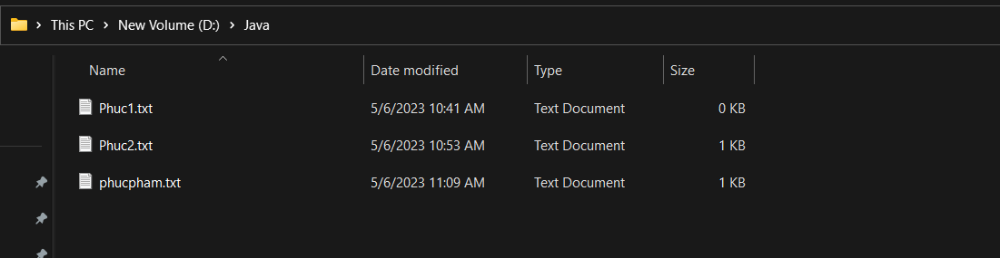 This PC > New Volume (D:) > Java
Name Date modified Type Size
Phuc1.txt 5/6/2023 10:41 AM Text Document 0 KB
Phuc2.txt 5/6/2023 10:53 AM Text Document 1 KB
phucpham.txt 5/6/2023 11:09 AM Text Document 1 KB